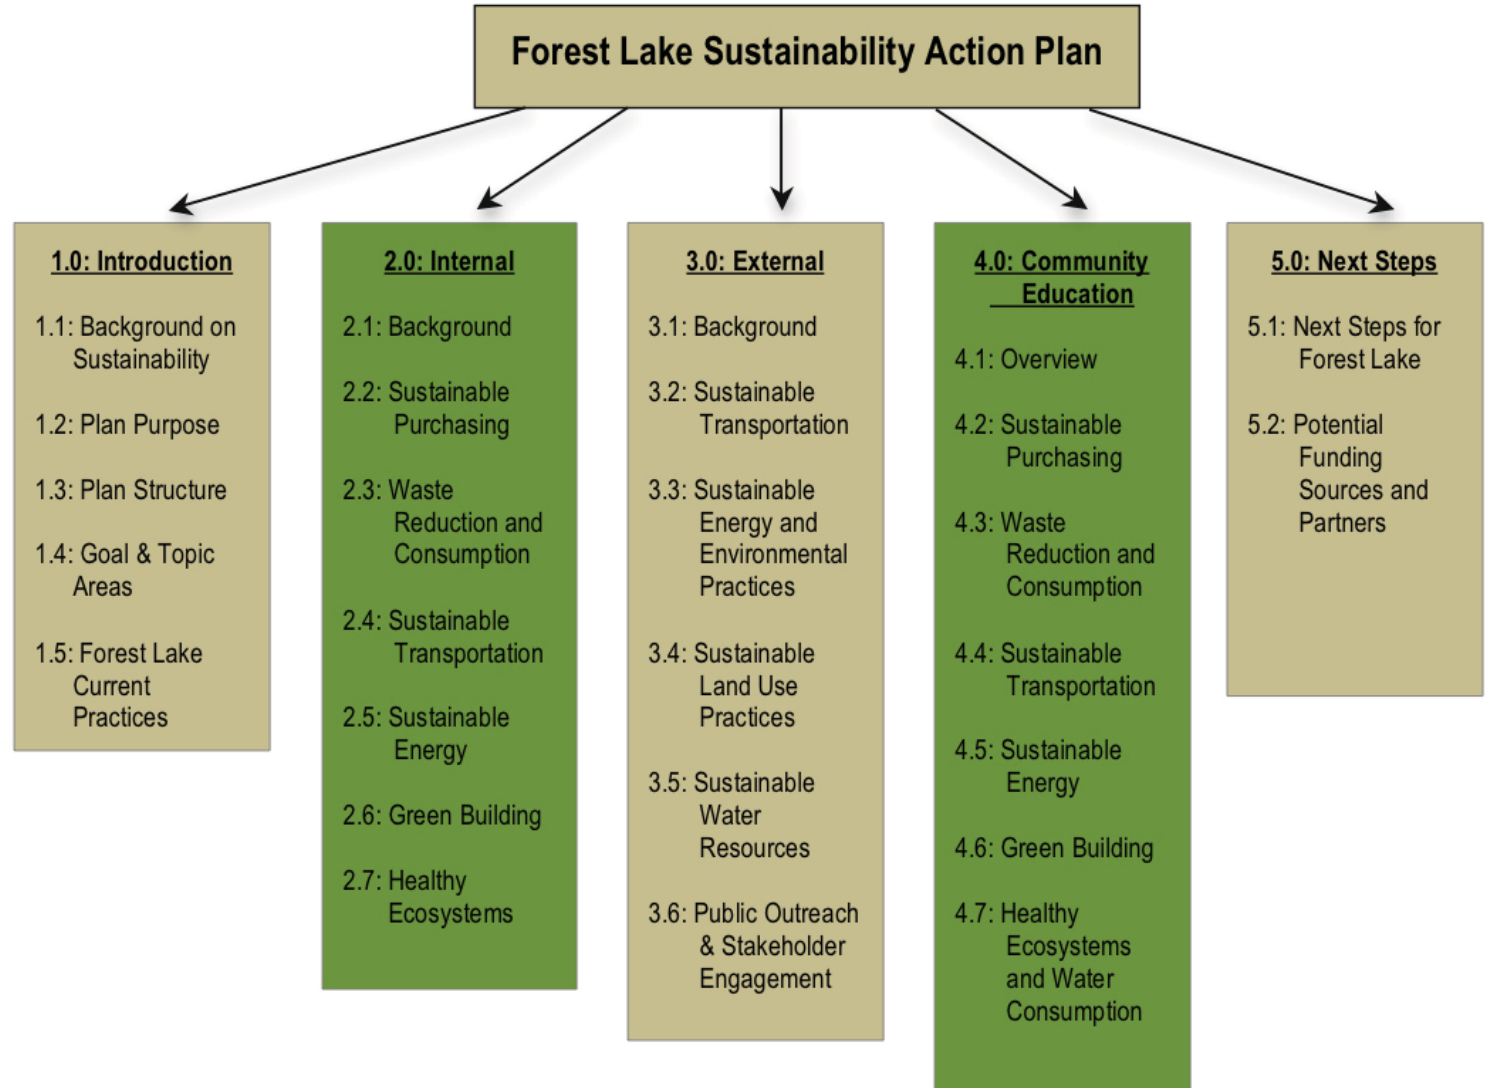 Forest Lake Sustainability Action Plan
1.0: Introduction
1.1: Background on
Sustainability
1.2: Plan Purpose
1.3: Plan Structure
1.4: Goal & Topic
Areas
1.5: Forest Lake
Current
Practices
2.0: Internal
2.1: Background
2.2: Sustainable
Purchasing
2.3: Waste
Reduction and
Consumption
2.4: Sustainable
Transportation
2.5: Sustainable
Energy
2.6: Green Building
2.7: Healthy
Ecosystems
3.0: External
3.1: Background
3.2: Sustainable
Transportation
3.3: Sustainable
Energy and
Environmental
Practices
3.4: Sustainable
Land Use
Practices
3.5: Sustainable
Water
Resources
3.6: Public Outreach
& Stakeholder
Engagement
4.0: Community
Education
4.1: Overview
4.2: Sustainable
Purchasing
4.3: Waste
Reduction and
Consumption
4.4: Sustainable
Transportation
4.5: Sustainable
Energy
4.6: Green Building
4.7: Healthy
Ecosystems
and Water
Consumption
5.0: Next Steps
5.1: Next Steps for
Forest Lake
5.2: Potential
Funding
Sources and
Partners